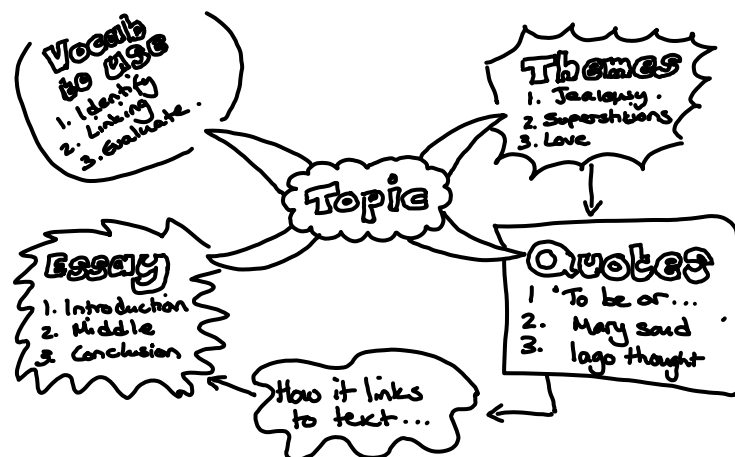 Vocab
to use
1. Identify
2. Linking
3. Evaluate.
Themes
1. Jealousy.
2. Superstitions
3. Love
Topic
Essay
1. Introduction
2. Middle
3. Conclusion
Quotes
1 'To be or...
2. Mary said
3. Iago thought
How it links
to text...